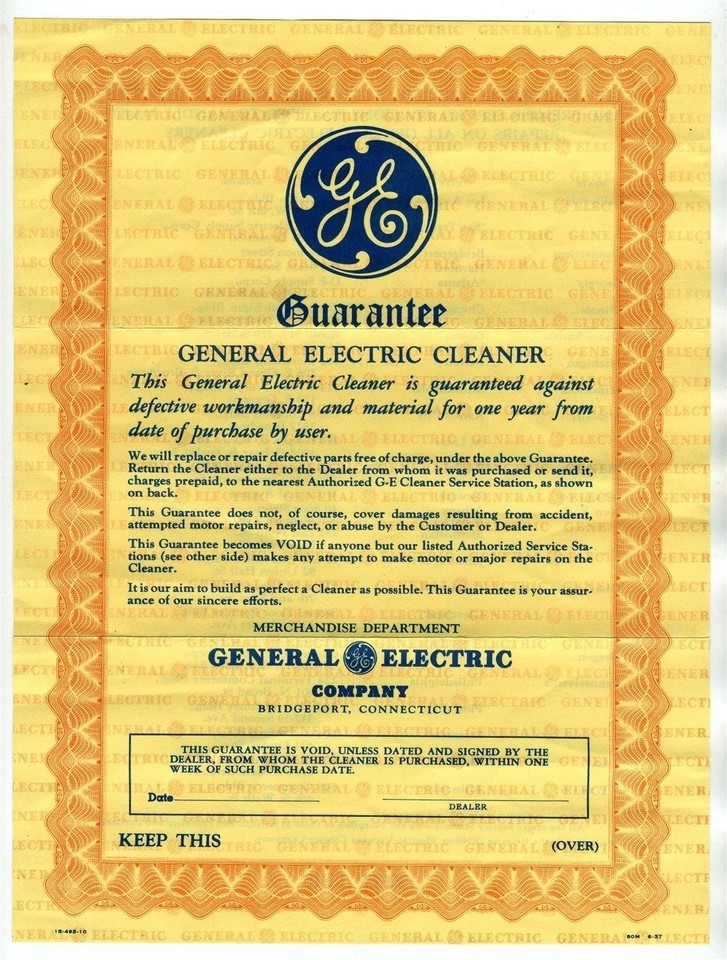 GE
Guarantee
GENERAL ELECTRIC CLEANER
This General Electric Cleaner is guaranteed against
defective workmanship and material for one year from
date of purchase by user.
We will replace or repair defective parts free of charge, under the above Guarantee.
Return the Cleaner either to the Dealer from whom it was purchased or send it,
charges prepaid, to the nearest Authorized G-E Cleaner Service Station, as shown
on back.
This Guarantee does not, of course, cover damages resulting from accident,
attempted motor repairs, neglect, or abuse by the Customer or Dealer.
This Guarantee becomes VOID if anyone but our listed Authorized Service Sta-
tions (see other side) makes any attempt to make motor or major repairs on the
Cleaner.
It is our aim to build as perfect a Cleaner as possible. This Guarantee is your assur-
ance of our sincere efforts.
MERCHANDISE DEPARTMENT
GENERAL GE ELECTRIC
COMPANY
BRIDGEPORT, CONNECTICUT
THIS GUARANTEE IS VOID, UNLESS DATED AND SIGNED BY THE
DEALER, FROM WHOM THE CLEANER IS PURCHASED, WITHIN ONE
WEEK OF SUCH PURCHASE DATE.
Date
DEALER
KEEP THIS (OVER)
18-493-10 50M 6-37